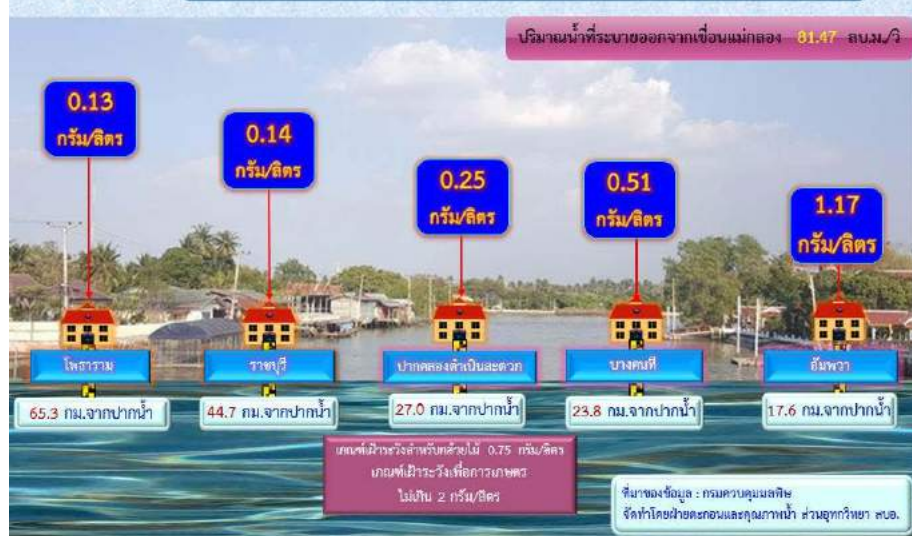 ปริมาณน้ำที่ระบายออกจากเขื่อนแม่กลอง 81.47 ลบ.ม./วิ
0.13
กรัม/ลิตร
0.14
กรัม/ลิตร
0.25
กรัม/ลิตร
0.51
กรัม/ลิตร
1.17
กรัม/ลิตร
โพธาราม
ราชบุรี
ปากคลองดำเนินสะดวก
บางคนที
อัมพวา
65.3 กม.จากปากน้ำ
44.7 กม.จากปากน้ำ
27.0 กม.จากปากน้ำ
23.8 กม.จากปากน้ำ
17.6 กม.จากปากน้ำ
เกณฑ์เฝ้าระวังสำหรับกล้วยไม้ 0.75 กรัม/ลิตร
เกณฑ์เฝ้าระวังเพื่อการเกษตร
ไม่เกิน 2 กรัม/ลิตร
ที่มาของข้อมูล : กรมควบคุมมลพิษ
จัดทำโดยฝ่ายตะกอนและคุณภาพน้ำ ส่วนอุทกวิทยา สบอ.